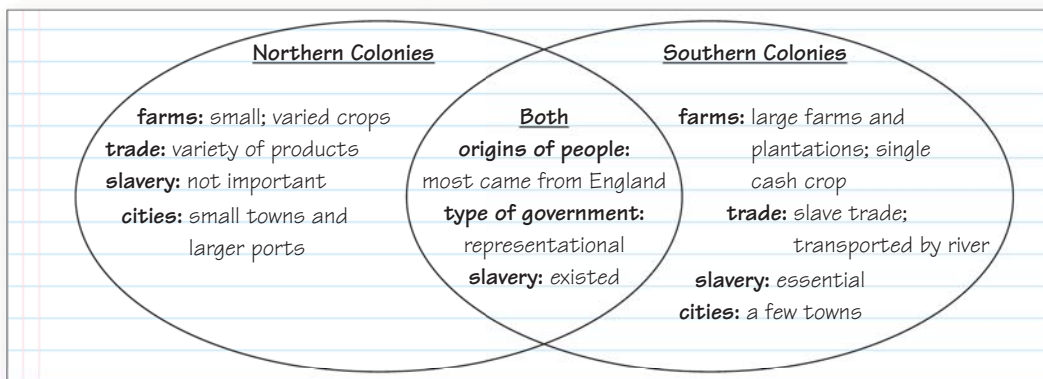 Northern Colonies
farms: small; varied crops
trade: variety of products
slavery: not important
cities: small towns and
larger ports
Both
origins of people:
most came from England
type of government:
representational
slavery: existed
Southern Colonies
farms: large farms and
plantations; single
cash crop
trade: slave trade;
transported by river
slavery: essential
cities: a few towns